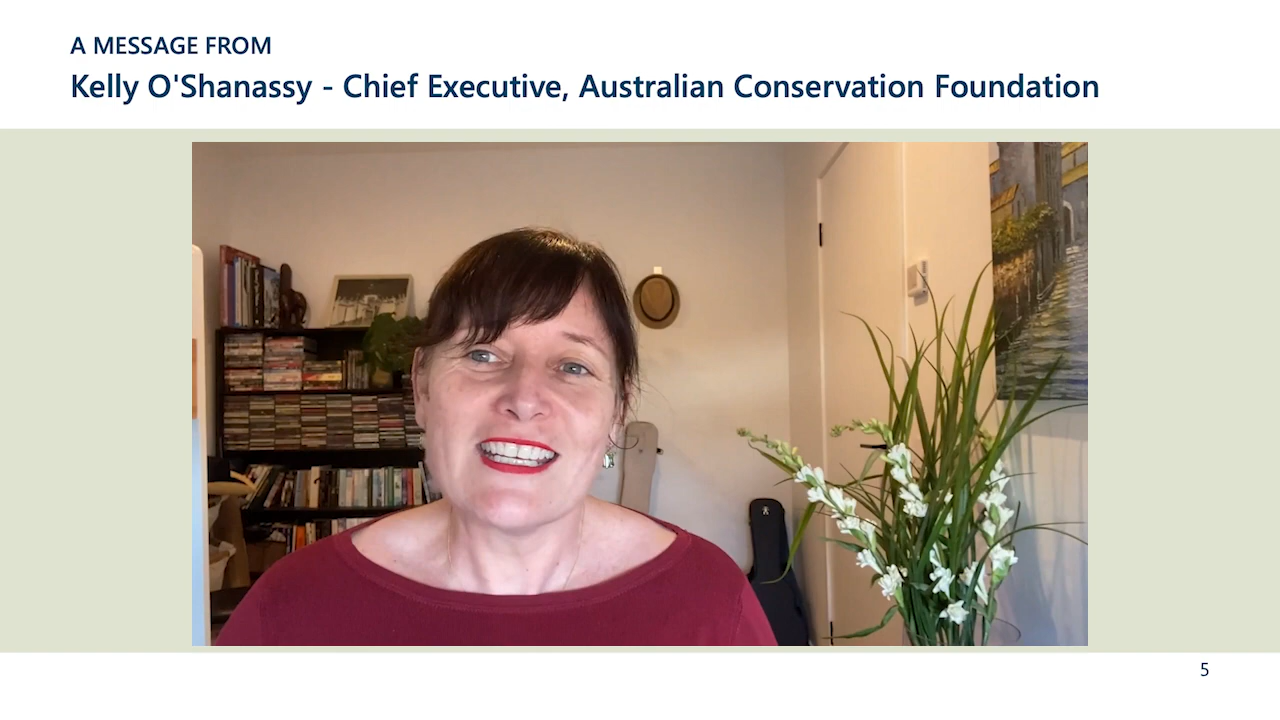 A MESSAGE FROM
Kelly O'Shanassy - Chief Executive, Australian Conservation Foundation
5